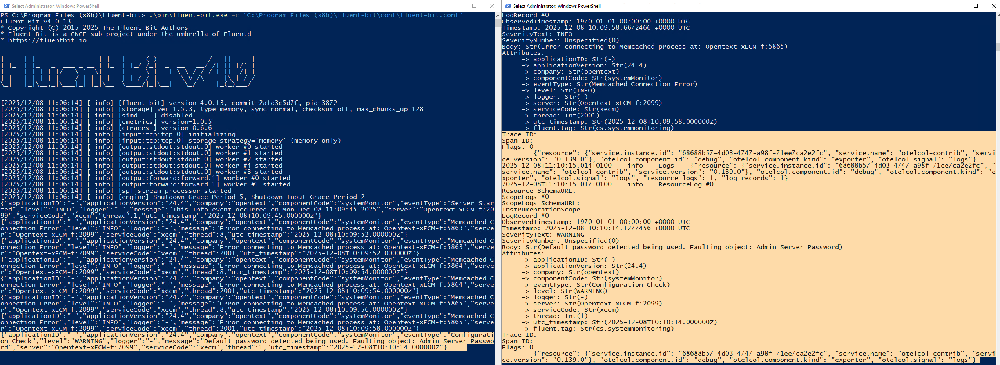 Select Administrator: Windows PowerShell
PS C:\Program Files (x86)\fluent-bit> .\bin\fluent-bit.exe -c "C:\Program Files (x86)\fluent-bit\conf\fluent-bit.conf"
Fluent Bit v4.0.13
* Copyright (C) 2015-2025 The Fluent Bit Authors
* Fluent Bit is a CNCF sub-project under the umbrella of Fluentd
* https://fluentbit.io
Fluent Bit v4.0
[2025/12/08 11:06:14] [ info] [fluent bit] version=4.0.13, commit=2a1d3c5d7f, pid=3872
[2025/12/08 11:06:14] [ info] [storage] ver=1.5.3, type=memory, sync=normal, checksum=off, max_chunks_up=128
[2025/12/08 11:06:14] [ info] [simd    ] disabled
[2025/12/08 11:06:14] [ info] [cmetrics] version=1.0.5
[2025/12/08 11:06:14] [ info] [ctraces ] version=0.6.6
[2025/12/08 11:06:14] [ info] [input:tcp:tcp.0] initializing
[2025/12/08 11:06:14] [ info] [input:tcp:tcp.0] storage_strategy='memory' (memory only)
[2025/12/08 11:06:14] [ info] [output:stdout:stdout.0] worker #0 started
[2025/12/08 11:06:14] [ info] [output:stdout:stdout.0] worker #1 started
[2025/12/08 11:06:14] [ info] [output:stdout:stdout.0] worker #2 started
[2025/12/08 11:06:14] [ info] [output:stdout:stdout.0] worker #4 started
[2025/12/08 11:06:14] [ info] [output:stdout:stdout.0] worker #3 started
[2025/12/08 11:06:14] [ info] [output:forward:forward.1] worker #0 started
[2025/12/08 11:06:14] [ info] [output:forward:forward.1] worker #1 started
[2025/12/08 11:06:14] [ info] [sp] stream processor started
[2025/12/08 11:06:14] [ info] [engine] Shutdown Grace Period=5, Shutdown Input Grace Period=2
{"applicationID":"-","applicationVersion":"24.4","company":"opentext","componentCode":"systemMonitor","eventType":"Server Star
ted","level":"INFO","logger":"-","message":"This Info event occurred on Mon Dec 08 11:09:45 2025","server":"Opentext-xECM-f:20
99","serviceCode":"xecm","thread":1,"utc_timestamp":"2025-12-08T10:09:45.000000Z"}
{"applicationID":"-","applicationVersion":"24.4","company":"opentext","componentCode":"systemMonitor","eventType":"Memcached C
onnection Error","level":"INFO","logger":"-","message":"Error connecting to Memcached process at: Opentext-xECM-f:5863","serve
r":"Opentext-xECM-f:2099","serviceCode":"xecm","thread":8,"utc_timestamp":"2025-12-08T10:09:52.000000Z"}
{"applicationID":"-","applicationVersion":"24.4","company":"opentext","componentCode":"systemMonitor","eventType":"Memcached C
onnection Error","level":"INFO","logger":"-","message":"Error connecting to Memcached process at: Opentext-xECM-f:5863","serve
r":"Opentext-xECM-f:2099","serviceCode":"xecm","thread":2001,"utc_timestamp":"2025-12-08T10:09:52.000000Z"}
{"applicationID":"-","applicationVersion":"24.4","company":"opentext","componentCode":"systemMonitor","eventType":"Memcached C
onnection Error","level":"INFO","logger":"-","message":"Error connecting to Memcached process at: Opentext-xECM-f:5864","serve
r":"Opentext-xECM-f:2099","serviceCode":"xecm","thread":8,"utc_timestamp":"2025-12-08T10:09:54.000000Z"}
{"applicationID":"-","applicationVersion":"24.4","company":"opentext","componentCode":"systemMonitor","eventType":"Memcached C
onnection Error","level":"INFO","logger":"-","message":"Error connecting to Memcached process at: Opentext-xECM-f:5864","serve
r":"Opentext-xECM-f:2099","serviceCode":"xecm","thread":2001,"utc_timestamp":"2025-12-08T10:09:54.000000Z"}
{"applicationID":"-","applicationVersion":"24.4","company":"opentext","componentCode":"systemMonitor","eventType":"Memcached C
onnection Error","level":"INFO","logger":"-","message":"Error connecting to Memcached process at: Opentext-xECM-f:5865","serve
r":"Opentext-xECM-f:2099","serviceCode":"xecm","thread":8,"utc_timestamp":"2025-12-08T10:09:56.000000Z"}
{"applicationID":"-","applicationVersion":"24.4","company":"opentext","componentCode":"systemMonitor","eventType":"Memcached C
onnection Error","level":"INFO","logger":"-","message":"Error connecting to Memcached process at: Opentext-xECM-f:5865","serve
r":"Opentext-xECM-f:2099","serviceCode":"xecm","thread":2001,"utc_timestamp":"2025-12-08T10:09:58.000000Z"}
{"applicationID":"-","applicationVersion":"24.4","company":"opentext","componentCode":"systemMonitor","eventType":"Configurati
on Check","level":"WARNING","logger":"-","message":"Default password detected being used. Faulting object: Admin Server Passwo
rd","server":"Opentext-xECM-f:2099","serviceCode":"xecm","thread":1,"utc_timestamp":"2025-12-08T10:10:14.000000Z"}
Select Administrator: Windows PowerShell
LogRecord #0
ObservedTimestamp: 1970-01-01 00:00:00 +0000 UTC
Timestamp: 2025-12-08 10:09:58.6672466 +0000 UTC
SeverityText: INFO
SeverityNumber: Unspecified(0)
Body: Str(Error connecting to Memcached process at: Opentext-xECM-f:5865)
Attributes:
-> applicationID: Str(-)
-> applicationVersion: Str(24.4)
-> company: Str(opentext)
-> componentCode: Str(systemMonitor)
-> eventType: Str(Memcached Connection Error)
-> level: Str(INFO)
-> logger: Str(-)
-> server: Str(Opentext-xECM-f:2099)
-> serviceCode: Str(xecm)
-> thread: Int(2001)
-> utc_timestamp: Str(2025-12-08T10:09:58.000000Z)
-> fluent.tag: Str(cs.systemmonitoring)
Trace ID:
Span ID:
Flags: 0
{"resource": {"service.instance.id": "68688b57-4d03-4747-a98f-71ee7ca2e2fc", "service.name": "otelcol-contrib", "servi
ce.version": "0.139.0"}, "otelcol.component.id": "debug", "otelcol.component.kind": "exporter", "otelcol.signal": "logs"}
2025-12-08T11:10:15.014+0100    info    Logs    {"resource": {"service.instance.id": "68688b57-4d03-4747-a98f-71ee7ca2e2fc", "
service.name": "otelcol-contrib", "service.version": "0.139.0"}, "otelcol.component.id": "debug", "otelcol.component.kind": "e
xporter", "otelcol.signal": "logs", "resource logs": 1, "log records": 1}
2025-12-08T11:10:15.017+0100    info    ResourceLog #0
Resource SchemaURL:
ScopeLogs #0
ScopeLogs SchemaURL:
InstrumentationScope
LogRecord #0
ObservedTimestamp: 1970-01-01 00:00:00 +0000 UTC
Timestamp: 2025-12-08 10:10:14.1277456 +0000 UTC
SeverityText: WARNING
SeverityNumber: Unspecified(0)
Body: Str(Default password detected being used. Faulting object: Admin Server Password)
Attributes:
-> applicationID: Str(-)
-> applicationVersion: Str(24.4)
-> company: Str(opentext)
-> componentCode: Str(systemMonitor)
-> eventType: Str(Configuration Check)
-> level: Str(WARNING)
-> logger: Str(-)
-> server: Str(Opentext-xECM-f:2099)
-> serviceCode: Str(xecm)
-> thread: Int(1)
-> utc_timestamp: Str(2025-12-08T10:10:14.000000Z)
-> fluent.tag: Str(cs.systemmonitoring)
Trace ID:
Span ID:
Flags: 0
{"resource": {"service.instance.id": "68688b57-4d03-4747-a98f-71ee7ca2e2fc", "service.name": "otelcol-contrib", "servi
ce.version": "0.139.0"}, "otelcol.component.id": "debug", "otelcol.component.kind": "exporter", "otelcol.signal": "logs"}